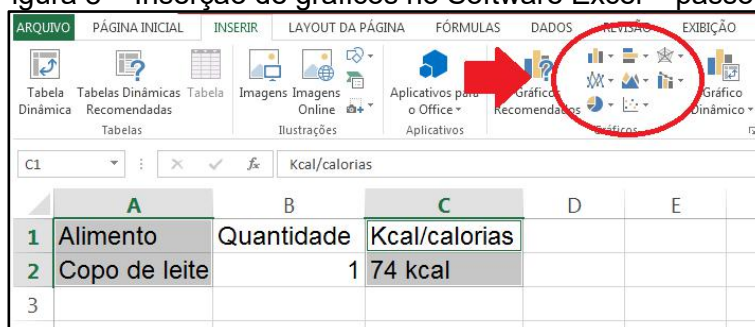 Inserção de gráficos no Software Excel – passo
ARQUIVO PÁGINA INICIAL INSERIR LAYOUT DA PÁGINA FÓRMULAS DADOS REVISÃO EXIBIÇÃO
Tabela Dinâmica
Tabelas Dinâmicas Recomendadas
Tabela
Imagens
Imagens Online
Aplicativos para o Office
Gráficos Recomendados
Gráfico Dinâmico
Tabelas
Ilustrações
Aplicativos
Gráficos
C1
fx
Kcal/calorias
A B C D E
1 Alimento Quantidade Kcal/calorias
2 Copo de leite 1 74 kcal
3